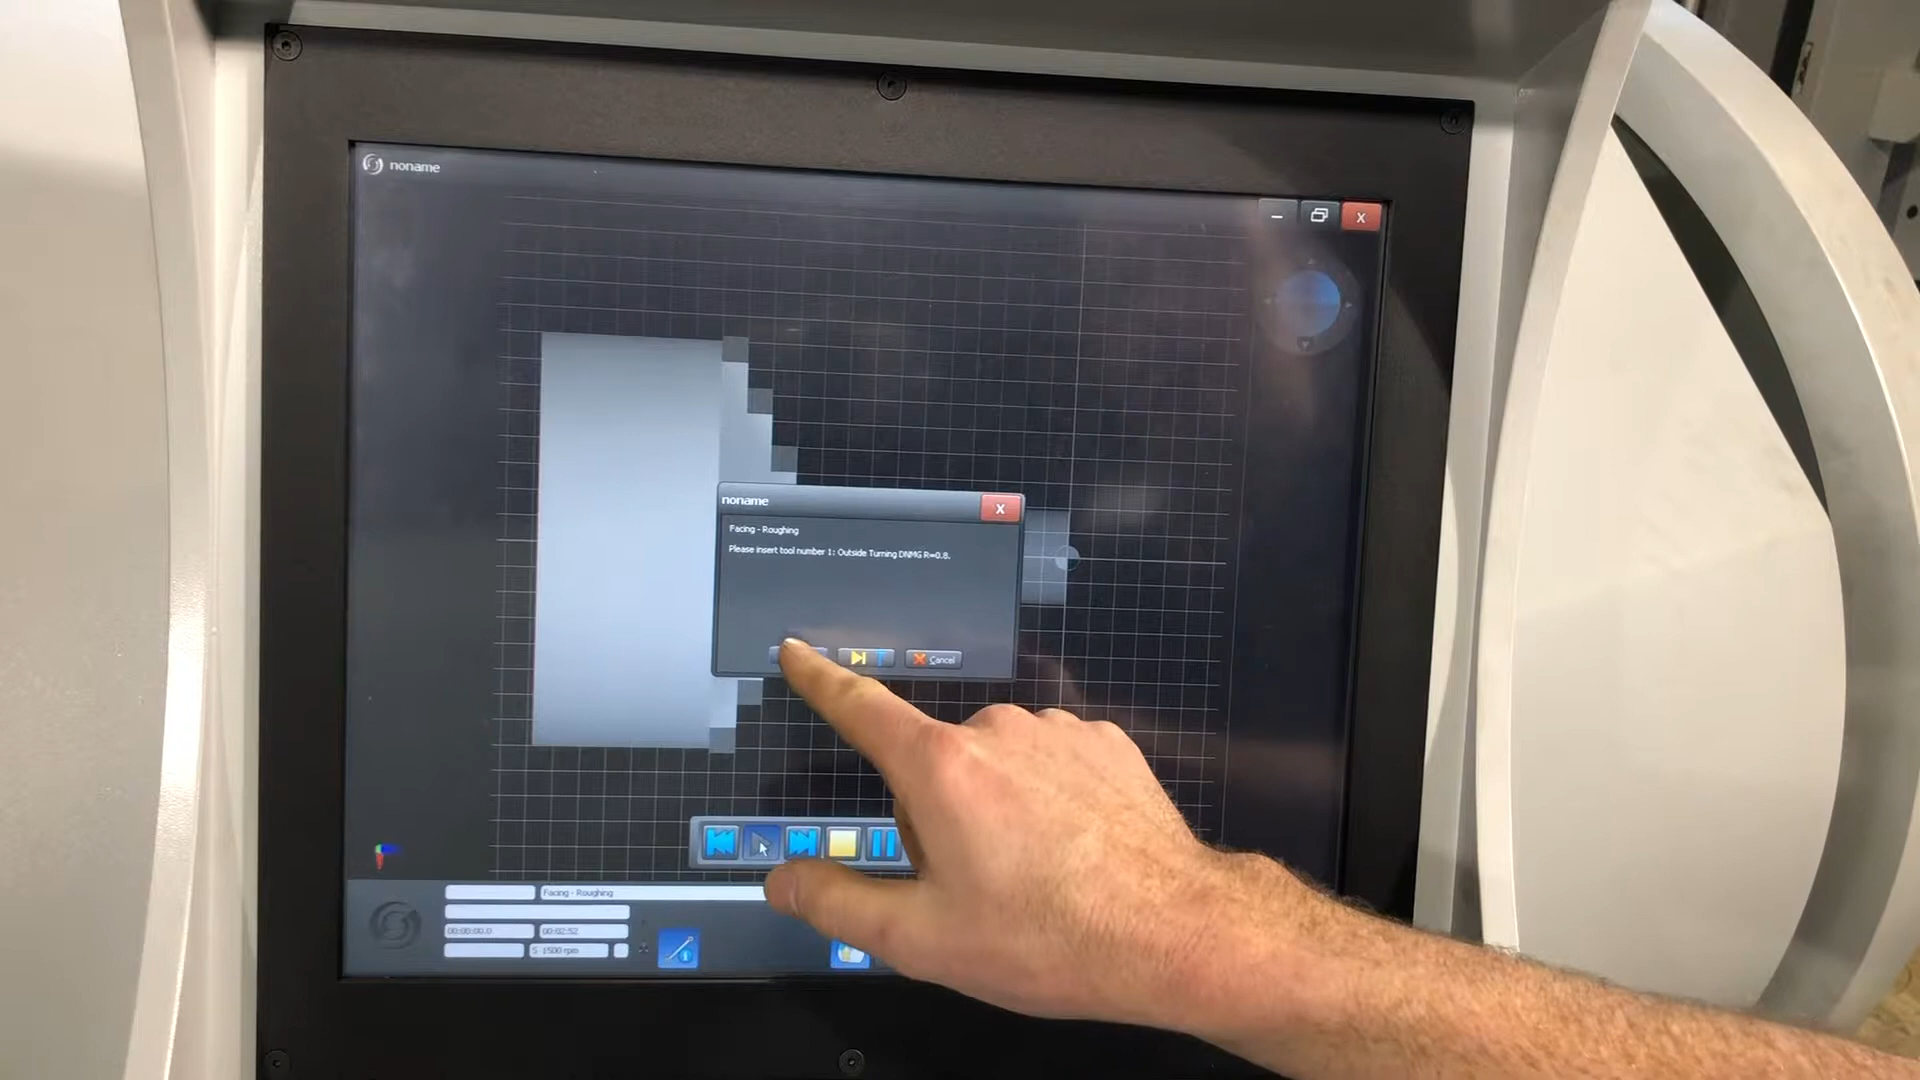 noname
X
noname
X
Facing - Roughing
Please insert tool number 1: Outside Turning DNMG R=0.8.
Cancel
Facing - Roughing
00:00:00.0
00:02:52
S 1500 rpm